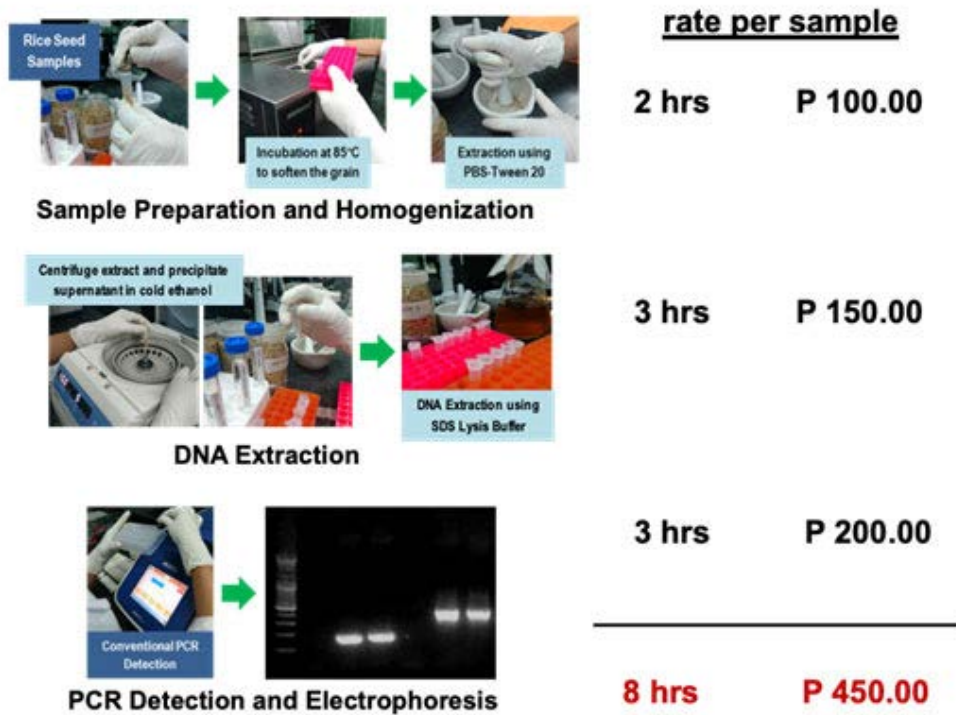 rate per sample
Rice Seed
Samples
Incubation at 85°C
to soften the grain
Extraction using
PBS-Tween 20
2 hrs P 100.00
Sample Preparation and Homogenization
Centrifuge extract and precipitate
supernatant in cold ethanol
DNA Extraction using
SDS Lysis Buffer
3 hrs P 150.00
DNA Extraction
Conventional PCR
Detection
3 hrs P 200.00
PCR Detection and Electrophoresis
8 hrs P 450.00